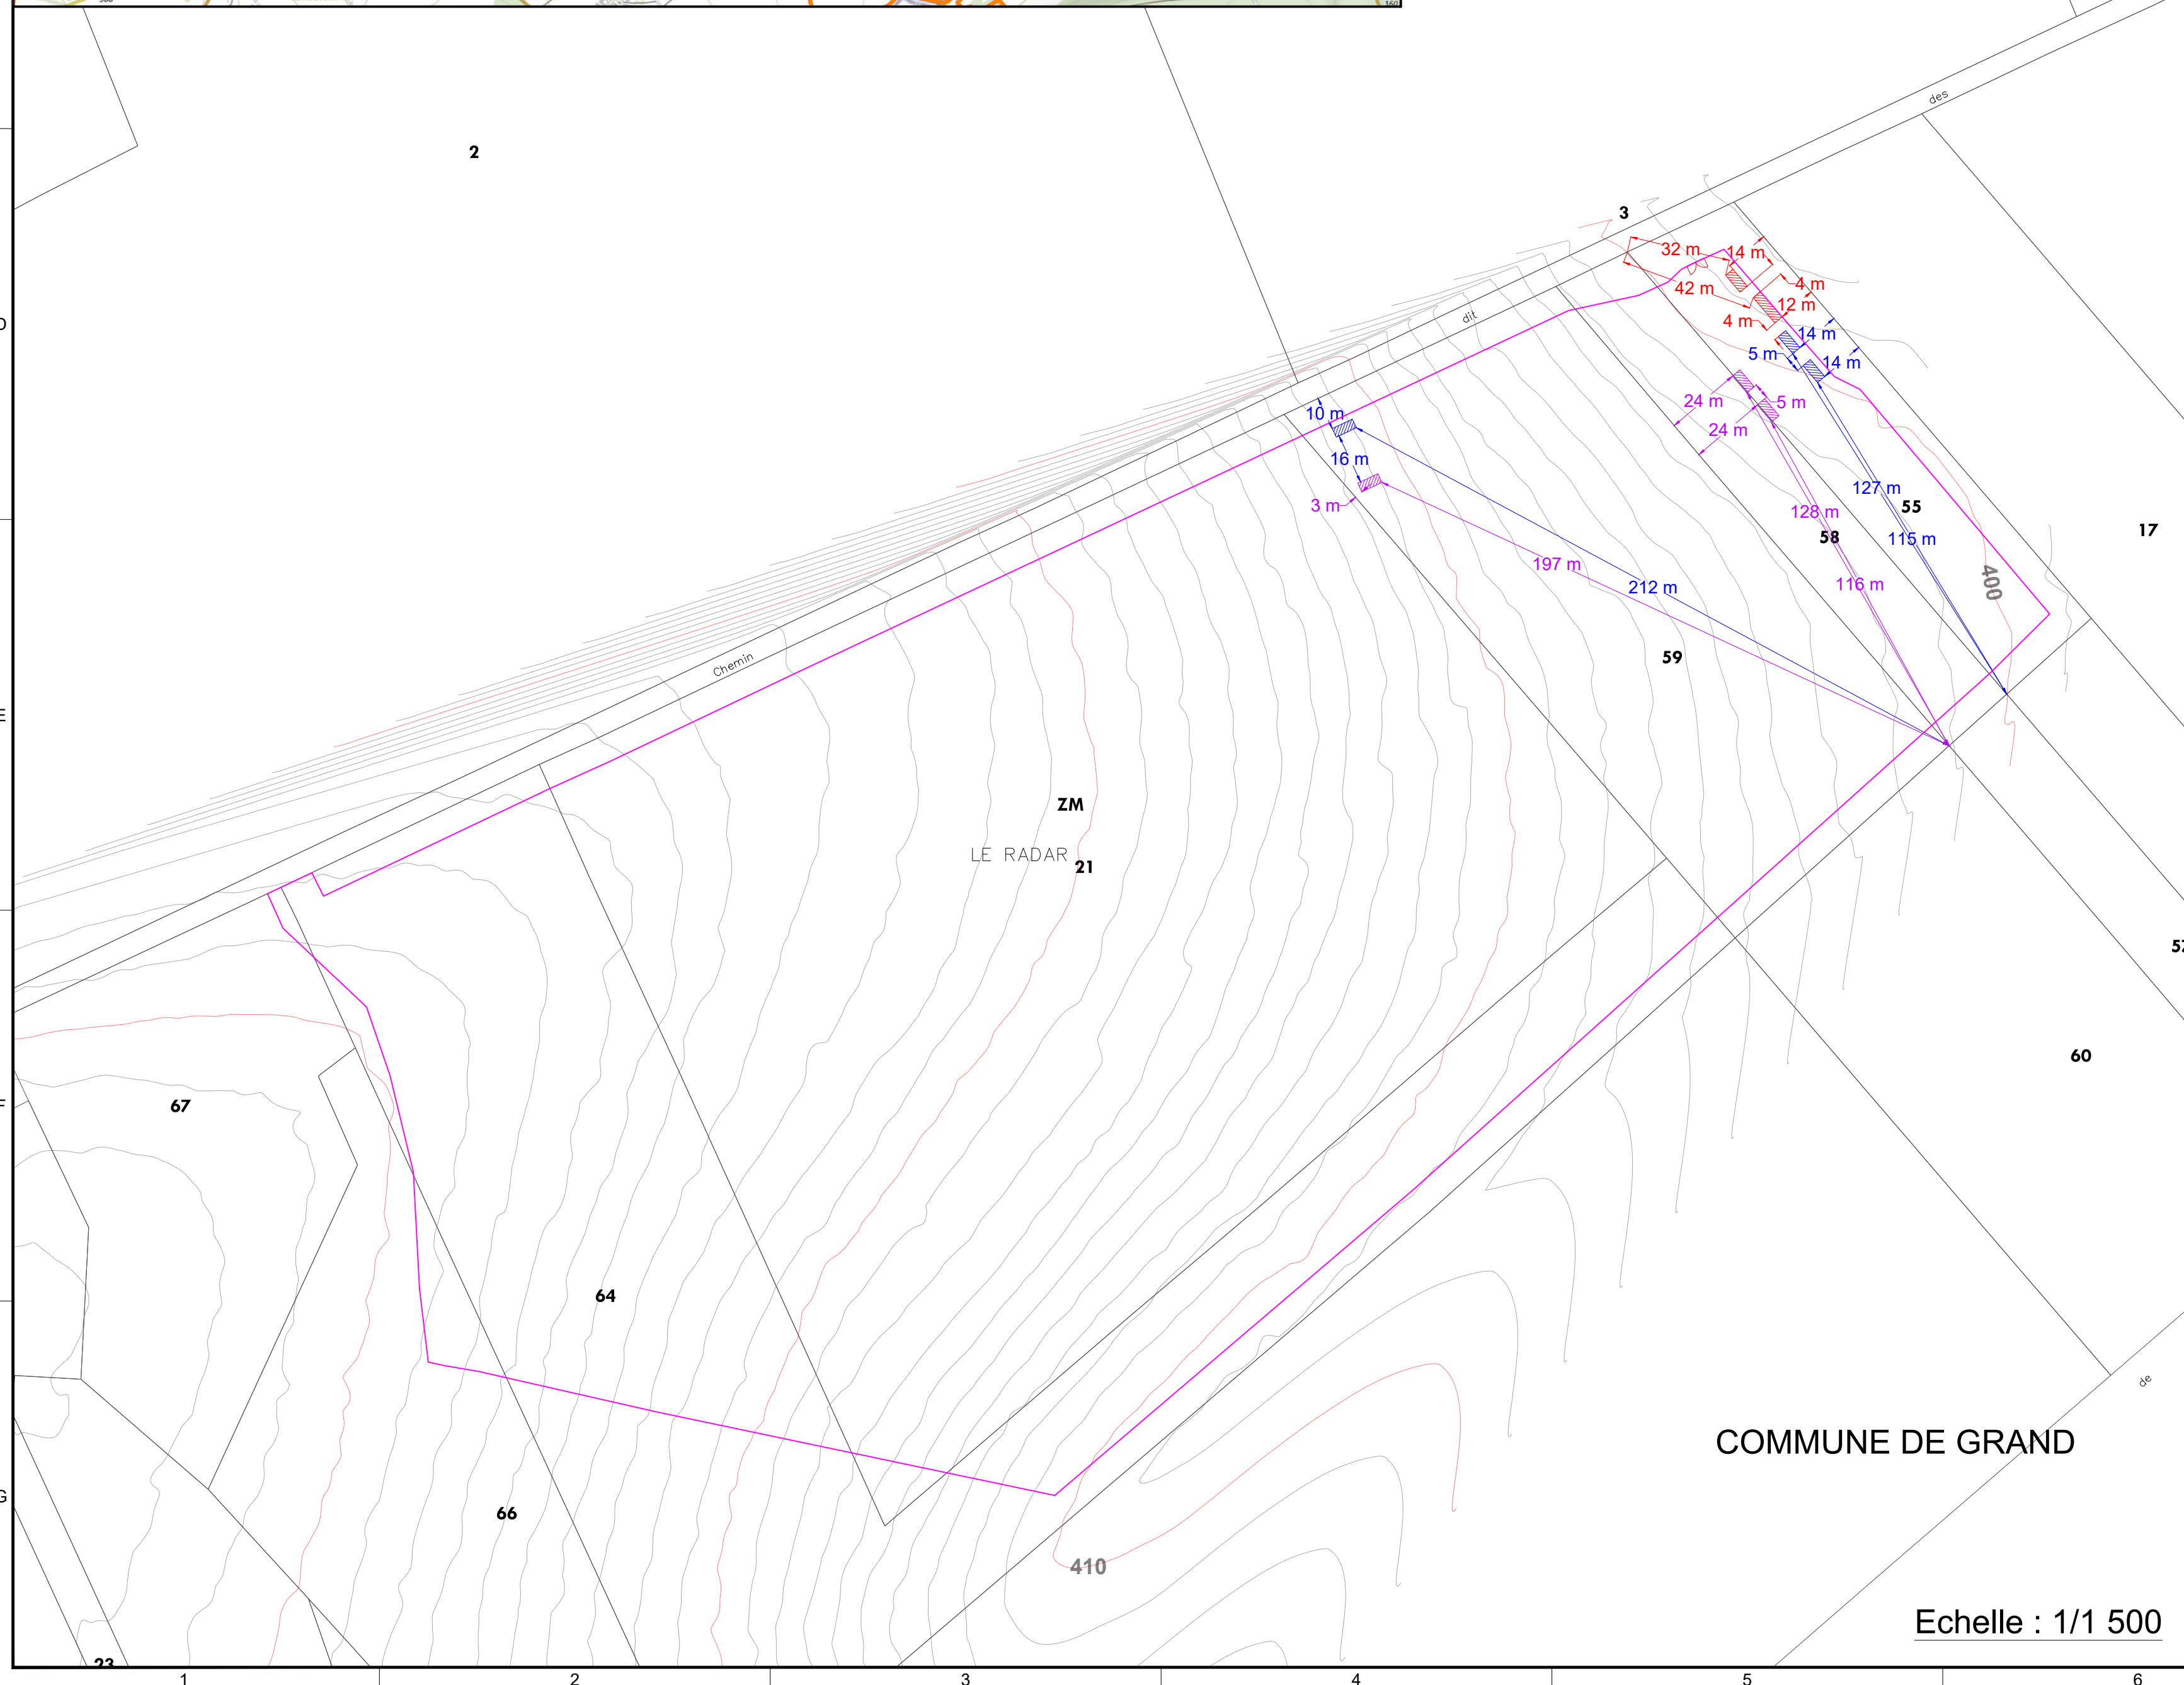 360
des
2
3
32 m
14 m
42 m
4 m
12 m
4 m
dit
14 m
5 m
14 m
24 m
5 m
10 m
24 m
16 m
127 m
3 m
55
128 m
17
58
115 m
197 m
400
116 m
212 m
59
Chemin
ZM
LE RADAR
21
60
67
64
de
COMMUNE DE GRAND
66
410
Echelle : 1/1 500
23
1
2
3
4
5
6